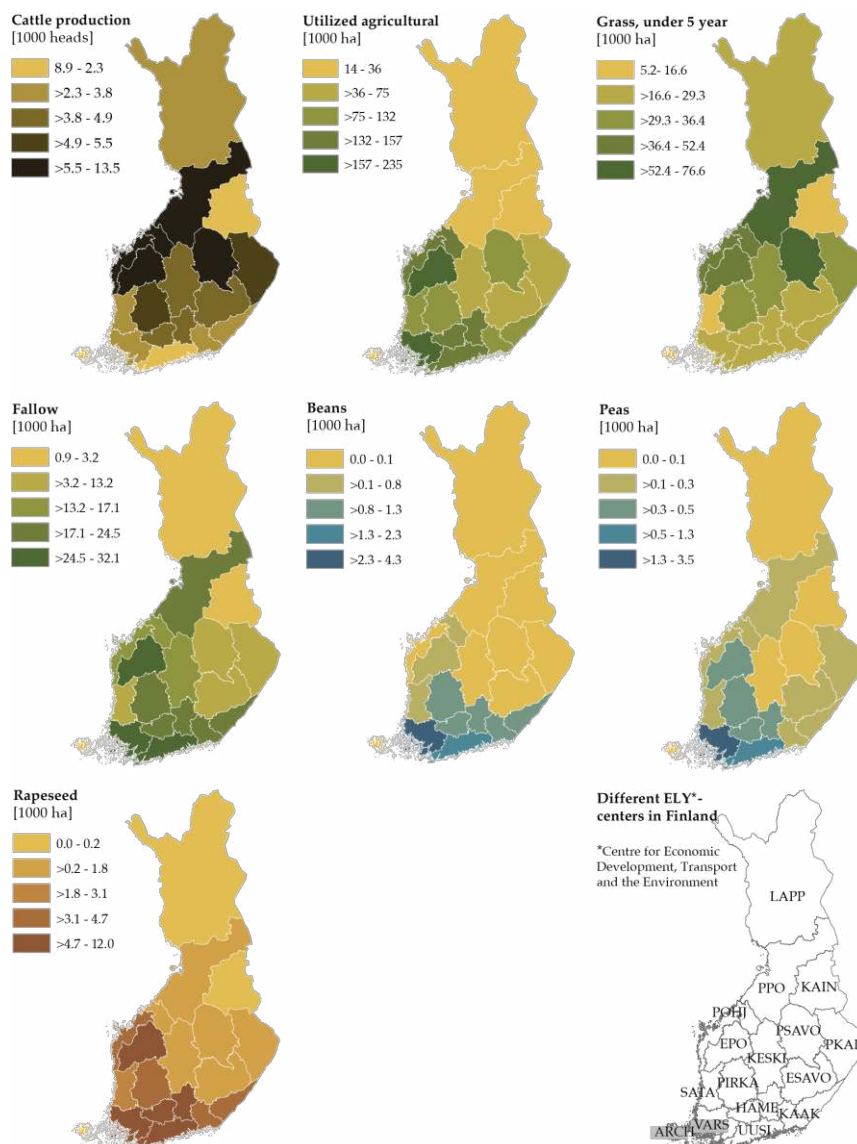 Cattle production
[1000 heads]
8.9 - 2.3
>2.3 - 3.8
>3.8 - 4.9
>4.9 - 5.5
>5.5 - 13.5
Utilized agricultural
[1000 ha]
14 - 36
>36 - 75
>75 - 132
>132 - 157
>157 - 235
Grass, under 5 year
[1000 ha]
5.2- 16.6
>16.6 - 29.3
>29.3 - 36.4
>36.4 - 52.4
>52.4 - 76.6
Fallow
[1000 ha]
0.9 - 3.2
>3.2 - 13.2
>13.2 - 17.1
>17.1 - 24.5
>24.5 - 32.1
Beans
[1000 ha]
0.0 - 0.1
>0.1 - 0.8
>0.8 - 1.3
>1.3 - 2.3
>2.3 - 4.3
Peas
[1000 ha]
0.0 - 0.1
>0.1 - 0.3
>0.3 - 0.5
>0.5 - 1.3
>1.3 - 3.5
Rapeseed
[1000 ha]
0.0 - 0.2
>0.2 - 1.8
>1.8 - 3.1
>3.1 - 4.7
>4.7 - 12.0
Different ELY*-
centers in Finland
*Centre for Economic
Development, Transport
and the Environment
LAPP
PPO
KAIN
POHJ
PSAVO
EPO
PKAI
KESKI
ESAVO
PIRKA
SATA
HAME
KAAK
VARS
UUSI
ARCH